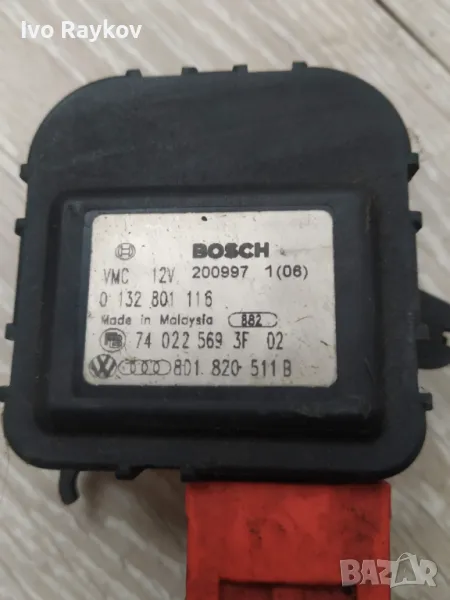 Ivo Raykov
BOSCH
VMC 12V 200997 1(06)
0 132 801 116
Made in Malaysia 882
74 022 569 3F 02
8D1 820 511 B
BAZAR